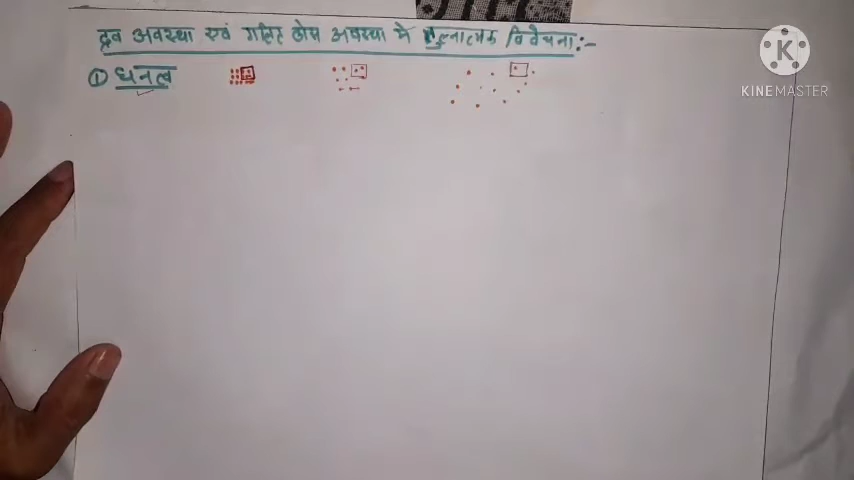 द्रव अवस्था एवं ठोस अवस्था में तुलनात्मक विवेचना :-
① घनत्व
KINEMASTER